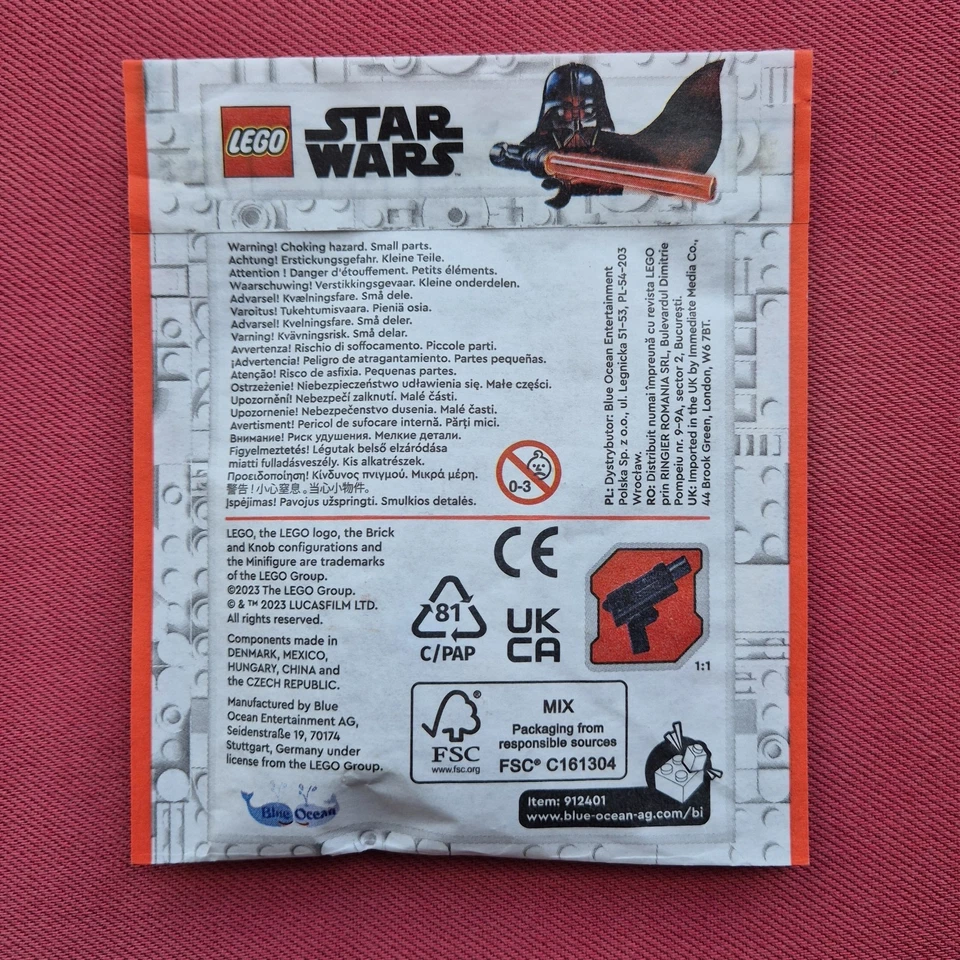 LEGO
STAR
WARS™
Warning! Choking hazard. Small parts.
Achtung! Erstickungsgefahr. Kleine Teile.
Attention ! Danger d'étouffement. Petits éléments.
Waarschuwing! Verstikkingsgevaar. Kleine onderdelen.
Advarsel! Kvælningsfare. Små dele.
Varoitus! Tukehtumisvaara. Pieniä osia.
Advarsel! Kvelningsfare. Små deler.
Varning! Kvävningsrisk. Små delar.
Avvertenza! Rischio di soffocamento. Piccole parti.
¡Advertencia! Peligro de atragantamiento. Partes pequeñas.
Atenção! Risco de asfixia. Pequenas partes.
Ostrzeżenie! Niebezpieczeństwo udławienia się. Małe części.
Upozornění! Nebezpečí zalknutí. Malé části.
Upozornenie! Nebezpečenstvo dusenia. Malé časti.
Avertisment! Pericol de sufocare internă. Părți mici.
Внимание! Риск удушения. Мелкие детали.
Figyelmeztetés! Légutak belső elzáródása
miatti fulladásveszély. Kis alkatrészek.
Προειδοποίηση! Κίνδυνος πνιγμού. Μικρά μέρη.
警告！小心窒息。当心小物件。
Įspėjimas! Pavojus užspringti. Smulkios detalės.
0-3
PL: Dystrybutor: Blue Ocean Entertainment
Polska Sp. z o.o., ul. Legnicka 51-53, PL-54-203
Wrocław.
RO: Distribuit numai împreună cu revista LEGO
prin RINGIER ROMANIA SRL, Bulevardul Dimitrie
Pompeiu nr. 9-9A, sector 2, București.
UK: Imported in the UK by Immediate Media Co.,
44 Brook Green, London, W6 7BT.
LEGO, the LEGO logo, the Brick
and Knob configurations and
the Minifigure are trademarks
of the LEGO Group.
©2023 The LEGO Group.
© & ™ 2023 LUCASFILM LTD.
All rights reserved.
Components made in
DENMARK, MEXICO,
HUNGARY, CHINA and
the CZECH REPUBLIC.
Manufactured by Blue
Ocean Entertainment AG,
Seidenstraße 19, 70174
Stuttgart, Germany under
license from the LEGO Group.
Blue Ocean
CE
81
C/PAP
UK
CA
1:1
FSC®
www.fsc.org
MIX
Packaging from
responsible sources
FSC® C161304
Item: 912401
www.blue-ocean-ag.com/bi